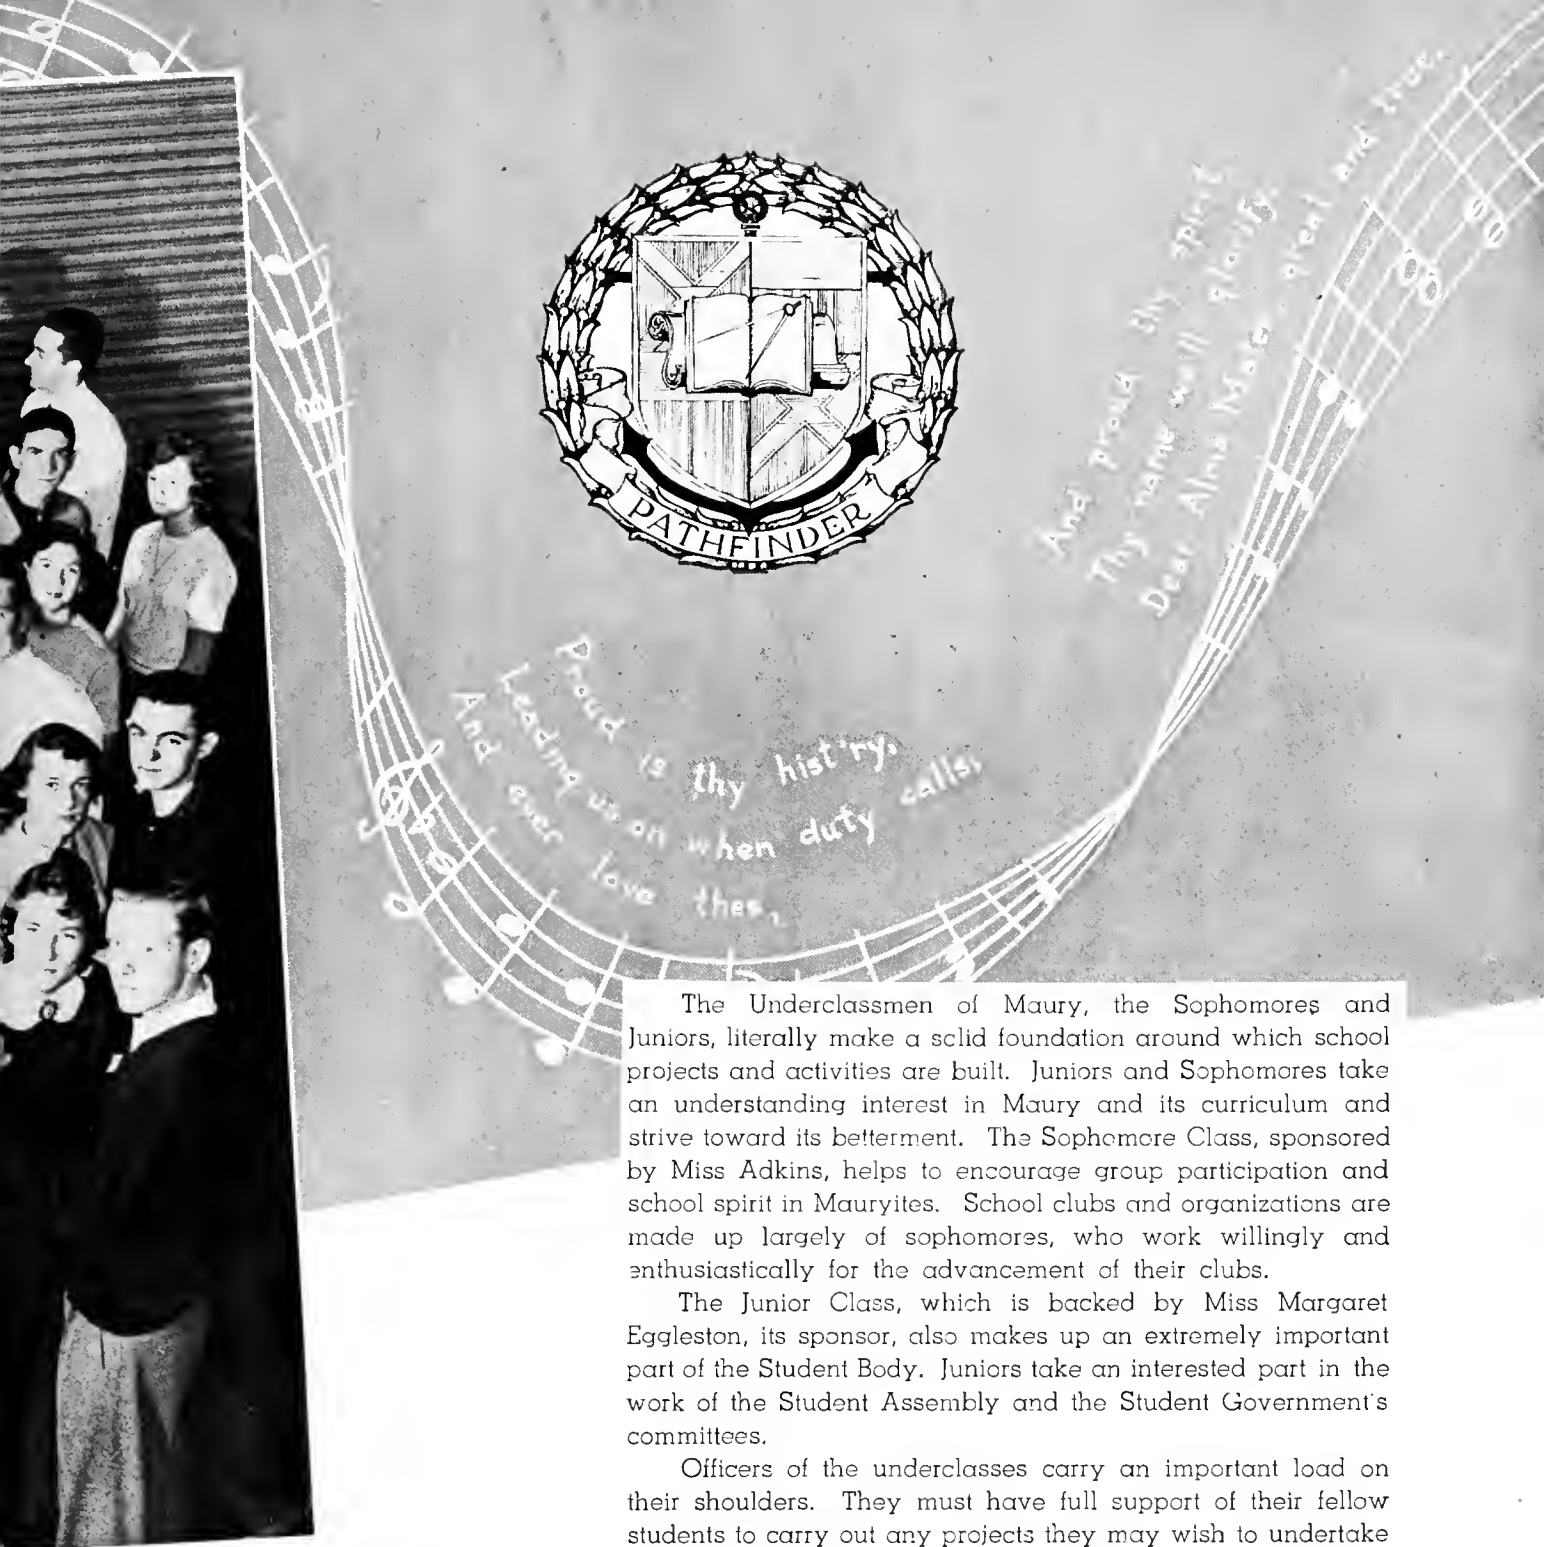 PATHFINDER
Proud is thy hist'ry,
Leading us on when duty calls,
And ever love thee,
And proud thy spirit
Thy name we'll glorify
Dear Alma Mater, great and true.
The Underclassmen of Maury, the Sophomores and
Juniors, literally make a solid foundation around which school
projects and activities are built. Juniors and Sophomores take
an understanding interest in Maury and its curriculum and
strive toward its betterment. The Sophomore Class, sponsored
by Miss Adkins, helps to encourage group participation and
school spirit in Mauryites. School clubs and organizations are
made up largely of sophomores, who work willingly and
enthusiastically for the advancement of their clubs.
The Junior Class, which is backed by Miss Margaret
Eggleston, its sponsor, also makes up an extremely important
part of the Student Body. Juniors take an interested part in the
work of the Student Assembly and the Student Government's
committees.
Officers of the underclasses carry an important load on
their shoulders. They must have full support of their fellow
students to carry out any projects they may wish to undertake